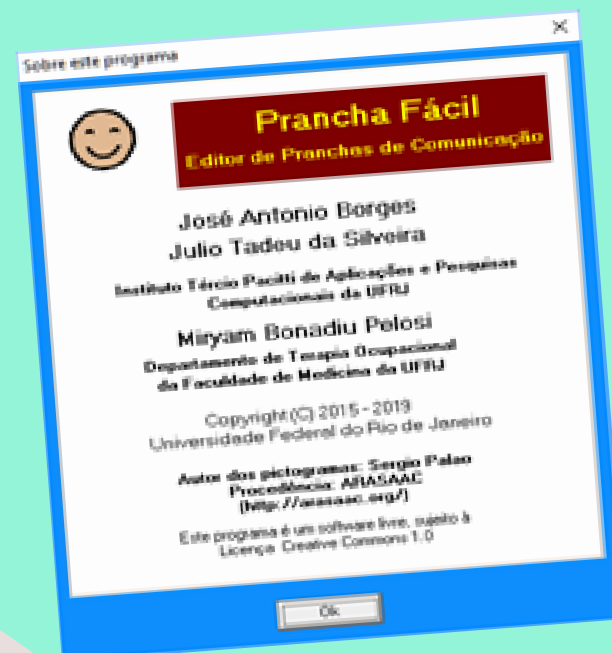 Sobre este programa
Prancha Fácil
Editor de Pranchas de Comunicação
José Antonio Borges
Julio Tadeu da Silveira
Instituto Tércio Pacitti de Aplicações e Pesquisas
Computacionais da UFRJ
Miryam Bonadiu Pelosi
Departamento de Terapia Ocupacional
da Faculdade de Medicina da UFRJ
Copyright (C) 2015 - 2019
Universidade Federal do Rio de Janeiro
Autor dos pictogramas: Sergio Palao
Procedência: ARASAAC
(http://arasaac.org/)
Este programa é um software livre, sujeito à
Licença Creative Commons 1.0
Ok